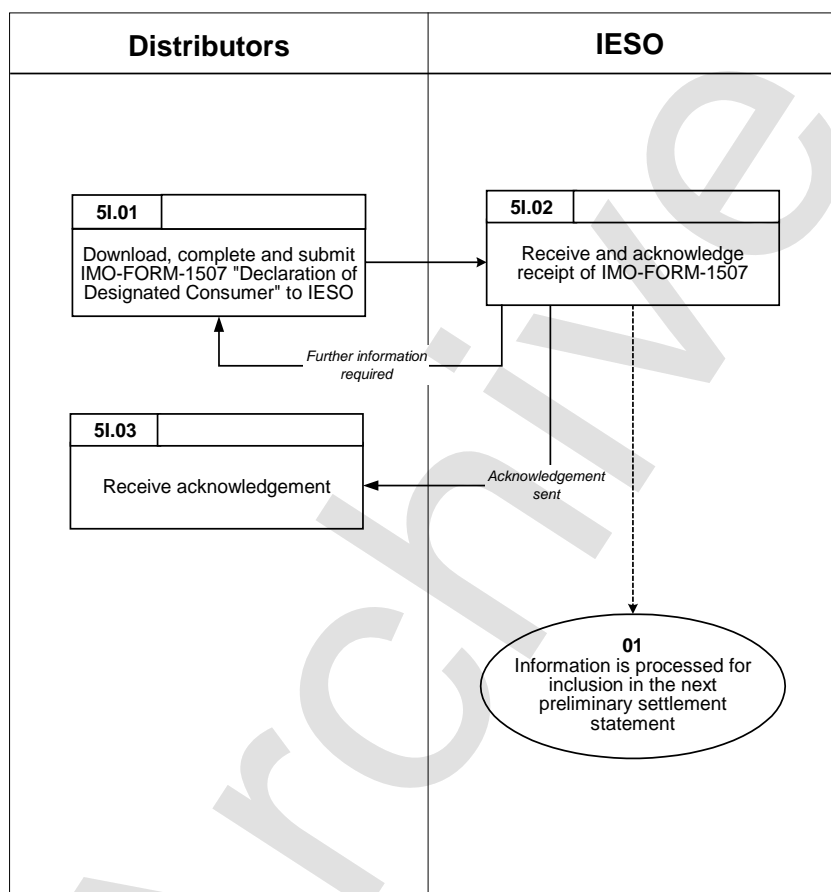 Distributors
IESO
5I.01
Download, complete and submit
IMO-FORM-1507 "Declaration of
Designated Consumer" to IESO
5I.02
Receive and acknowledge
receipt of IMO-FORM-1507
Further information
required
5I.03
Receive acknowledgement
Acknowledgement
sent
01
Information is processed for
inclusion in the next
preliminary settlement
statement
Archive